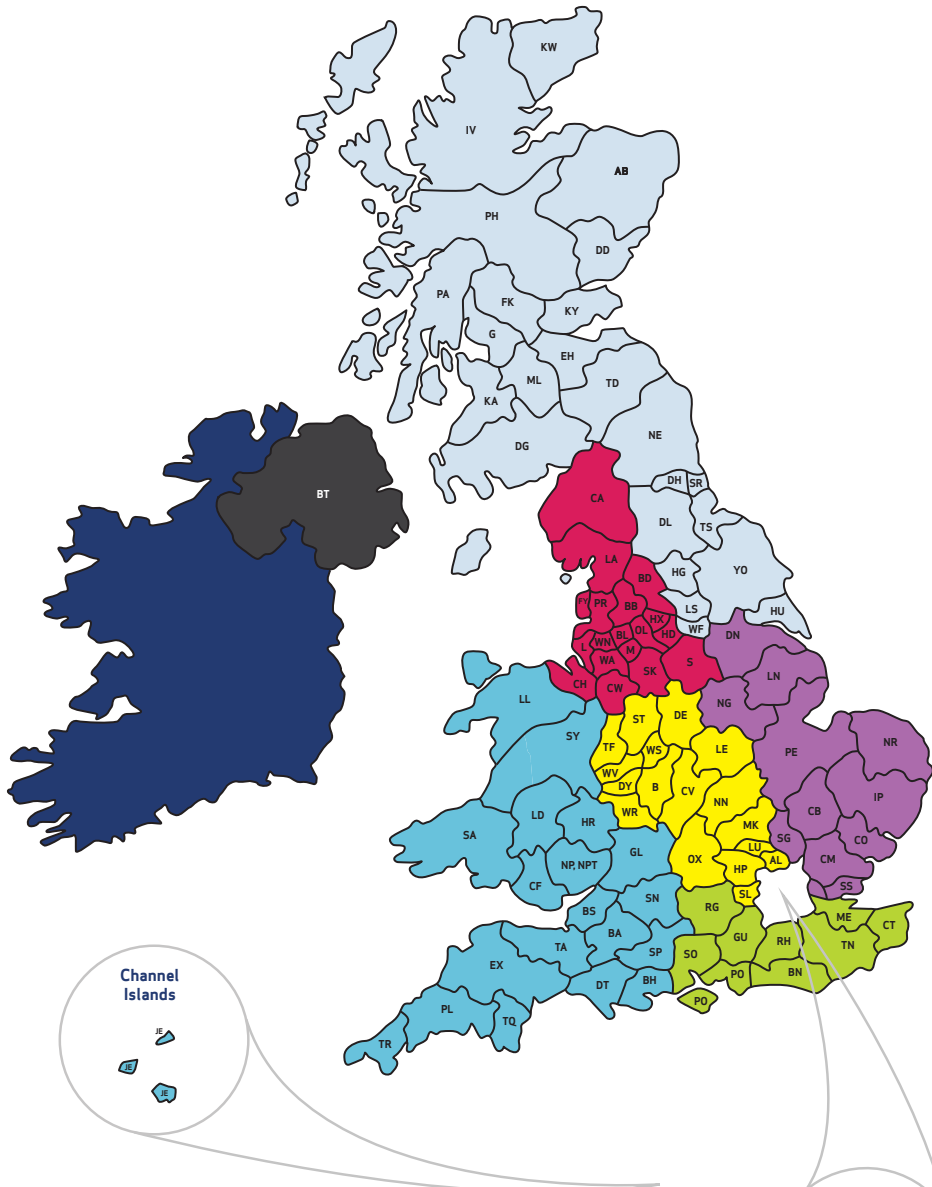 KW
IV
AB
PH
DD
PA
FK
KY
G
EH
ML
TD
KA
NE
DG
DH
SR
BT
CA
DL
TS
LA
HG
YO
BD
FY
PR
BB
LS
HU
HX
WF
OL
HD
DN
L
WN
BL
M
WA
SK
S
LN
CH
CW
NG
LL
ST
DE
SY
TF
WS
LE
PE
NR
WV
DY
B
CV
IP
NN
WR
CB
LD
HR
MK
SA
SG
CO
GL
LU
NP, NPT
OX
HP
AL
CM
CF
SL
SS
SN
RG
BS
ME
CT
BA
GU
RH
TN
TA
SP
SO
EX
PO
BN
DT
BH
PO
PL
TQ
TR
Channel
Islands
JE
JE
JE